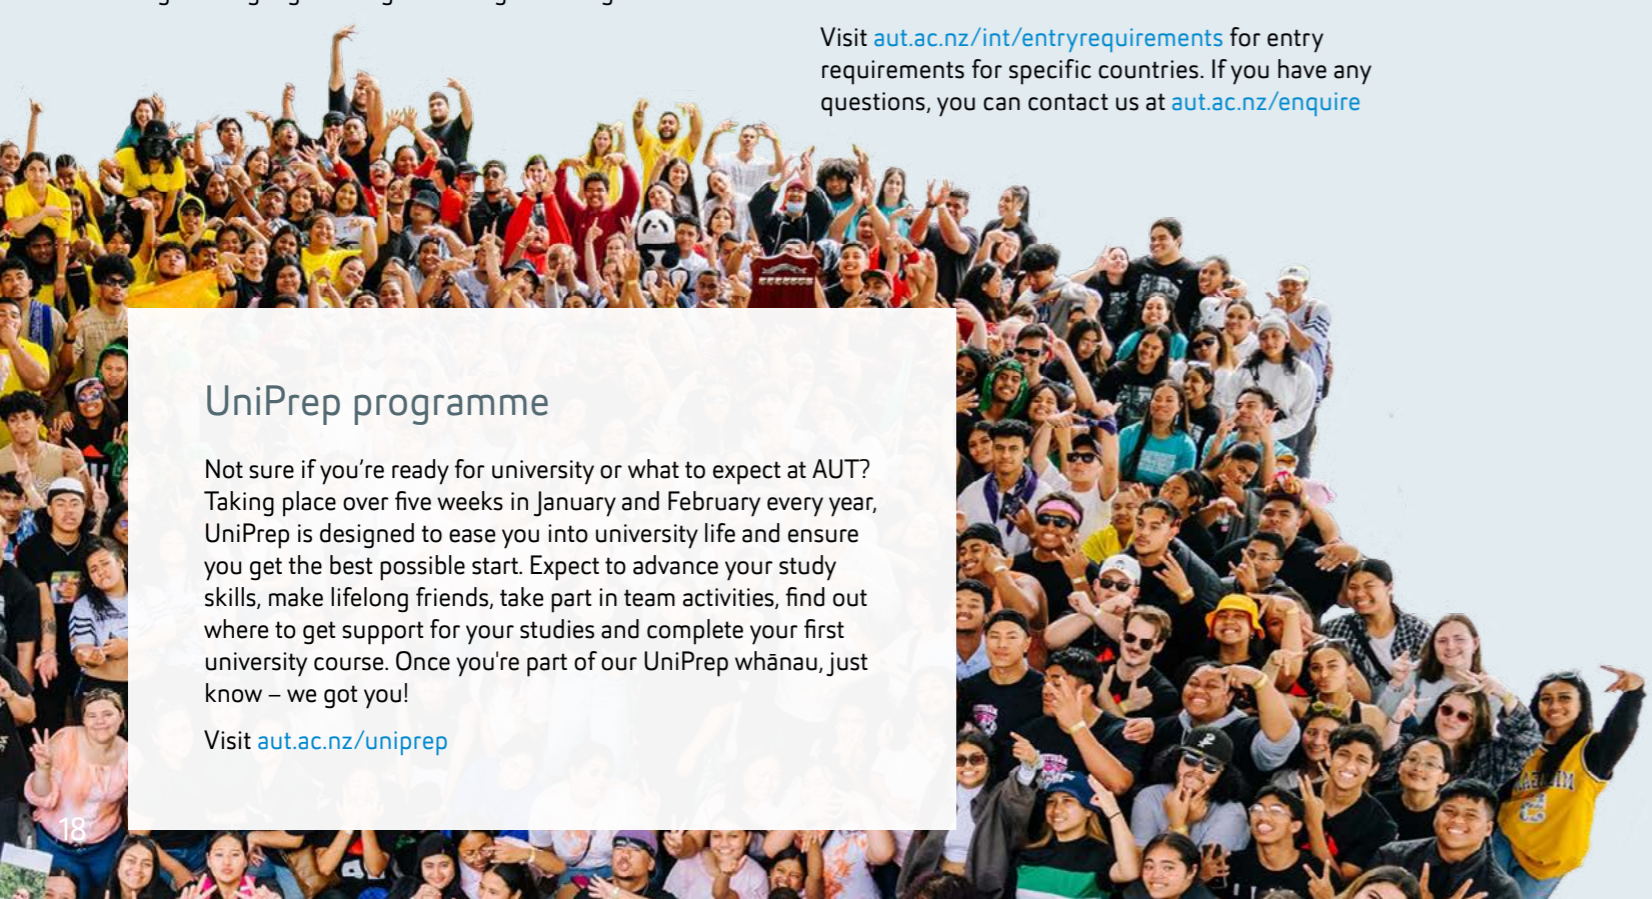 Visit aut.ac.nz/int/entryrequirements for entry
requirements for specific countries. If you have any
questions, you can contact us at aut.ac.nz/enquire
UniPrep programme
Not sure if you’re ready for university or what to expect at AUT?
Taking place over five weeks in January and February every year,
UniPrep is designed to ease you into university life and ensure
you get the best possible start. Expect to advance your study
skills, make lifelong friends, take part in team activities, find out
where to get support for your studies and complete your first
university course. Once you're part of our UniPrep whānau, just
know – we got you!
Visit aut.ac.nz/uniprep
18